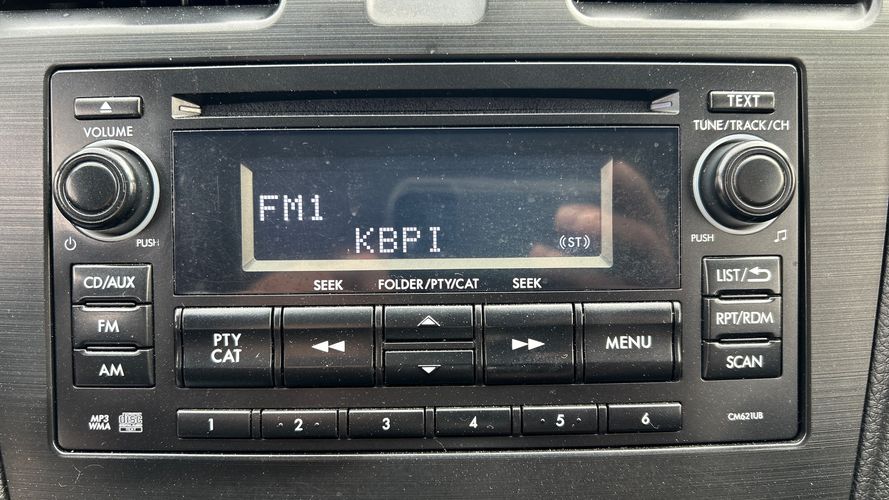 TEXT
VOLUME
TUNE/TRACK/CH
FM1
KBPI
((ST))
PUSH
PUSH
SEEK
FOLDER/PTY/CAT
SEEK
CD/AUX
FM
AM
PTY
CAT
MENU
LIST/
RPT/RDM
SCAN
MP3
WMA
1
2
3
4
5
6
CM621UB